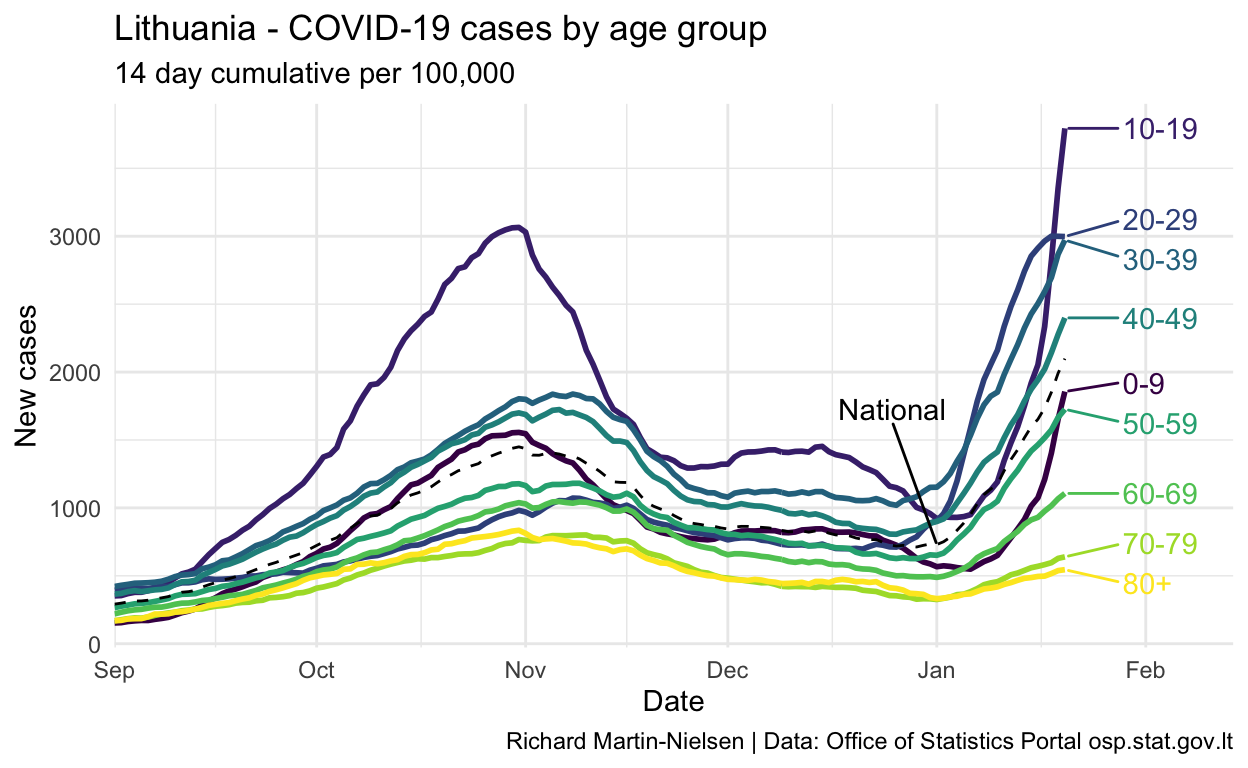 Lithuania - COVID-19 cases by age group
14 day cumulative per 100,000
New cases
3000
2000
1000
0
10-19
20-29
30-39
40-49
0-9
50-59
60-69
70-79
80+
National
Sep Oct Nov Dec Jan Feb
Date
Richard Martin-Nielsen | Data: Office of Statistics Portal osp.stat.gov.lt